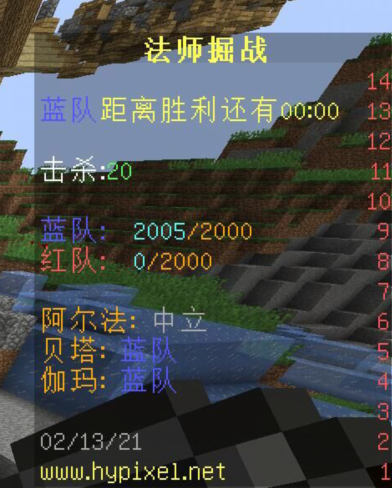 法师掘战
14
蓝队距离胜利还有00:00 13
12
击杀:20 11
10
蓝队: 2005/2000 9
红队: 0/2000 8
7
阿尔法: 中立 6
贝塔: 蓝队 5
伽玛: 蓝队 4
3
02/13/21 2
www.hypixel.net 1